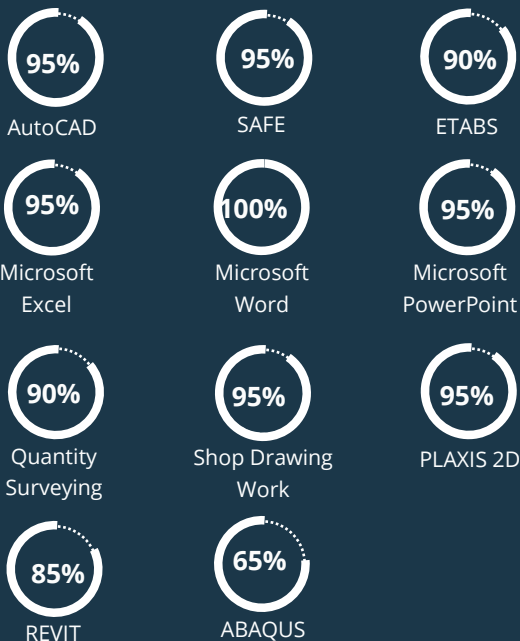 95%
AutoCAD
95%
SAFE
90%
ETABS
95%
Microsoft
Excel
100%
Microsoft
Word
95%
Microsoft
PowerPoint
90%
Quantity
Surveying
95%
Shop Drawing
Work
95%
PLAXIS 2D
85%
REVIT
65%
ABAQUS